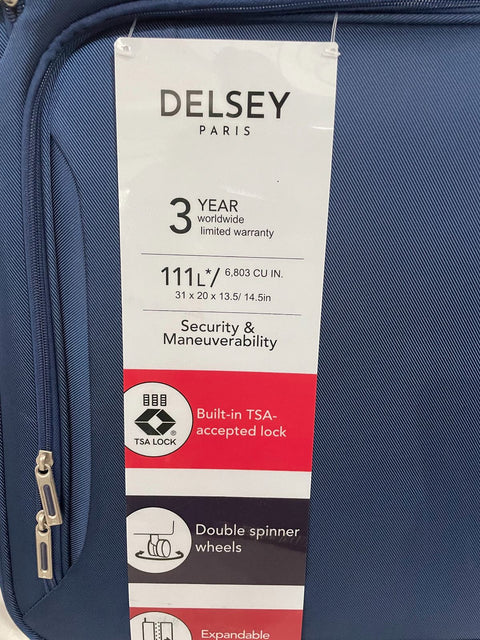 DELSEY
PARIS
3 YEAR
worldwide
limited warranty
111L*/ 6,803 CU IN.
31 x 20 x 13.5/ 14.5in
Security &
Maneuverability
TSA LOCK®
Built-in TSA-
accepted lock
Double spinner
wheels
Expandable